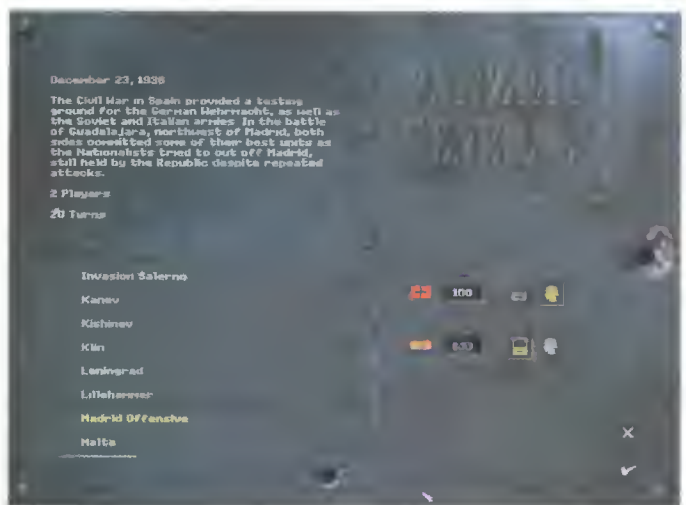 December 23, 1936
The Civil War in Spain provided a testing
ground for the German Wehrmacht, as well as
the Soviet and Italian armies. In the battle
of Guadalajara, northwest of Madrid, both
sides committed some of their best units as
the Nationalists tried to cut off Madrid,
still held by the Republic despite repeated
attacks.
2 Players
20 Turns
Invasion Salerno
Kanev
Kishinev
Klin
Leningrad
Lillehammer
Madrid Offensive
Malta
100